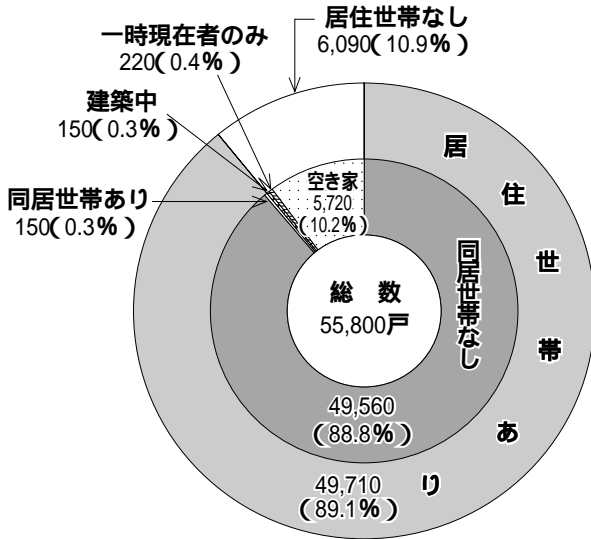 居住世帯なし
6,090(10.9%)
一時現在者のみ
220(0.4%)
建築中
150(0.3%)
同居世帯あり
150(0.3%)
空き家
5,720
(10.2%)
居住世帯あり
同居世帯なし
総 数
55,800戸
49,560
(88.8%)
49,710
(89.1%)